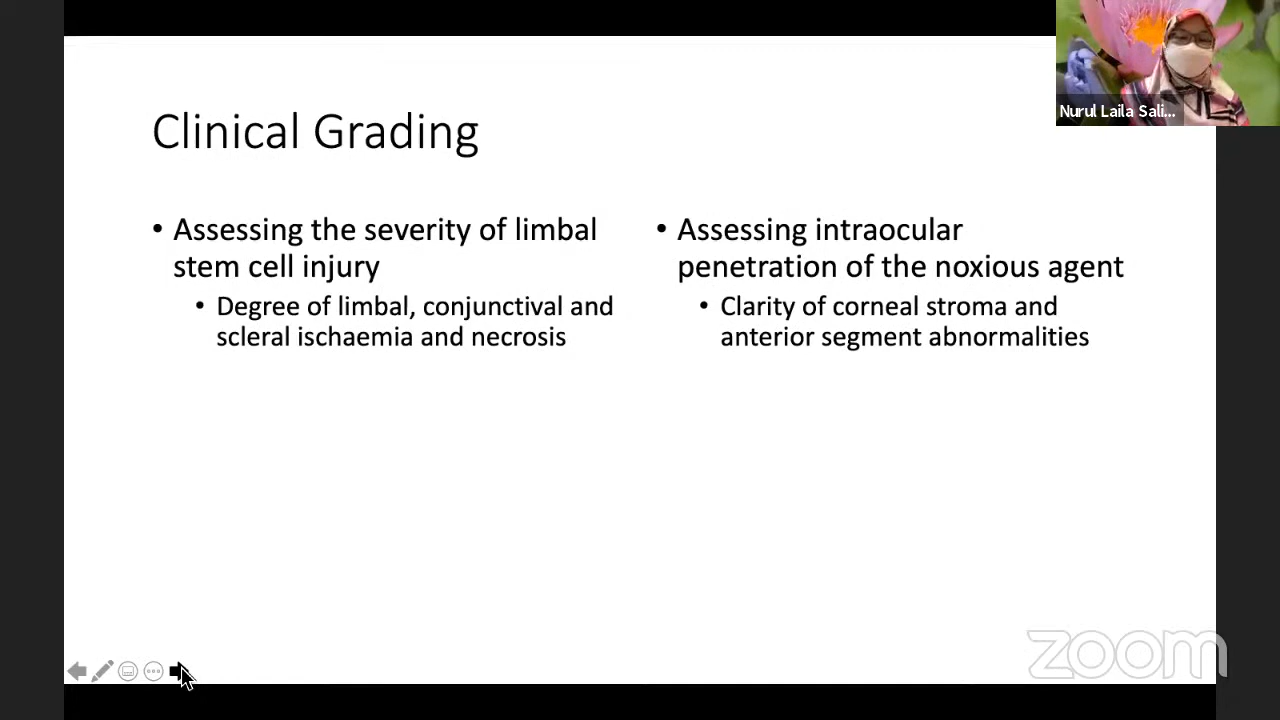 Nurul Laila Sali...
Clinical Grading
• Assessing the severity of limbal
stem cell injury
• Degree of limbal, conjunctival and
scleral ischaemia and necrosis
• Assessing intraocular
penetration of the noxious agent
• Clarity of corneal stroma and
anterior segment abnormalities
zoom